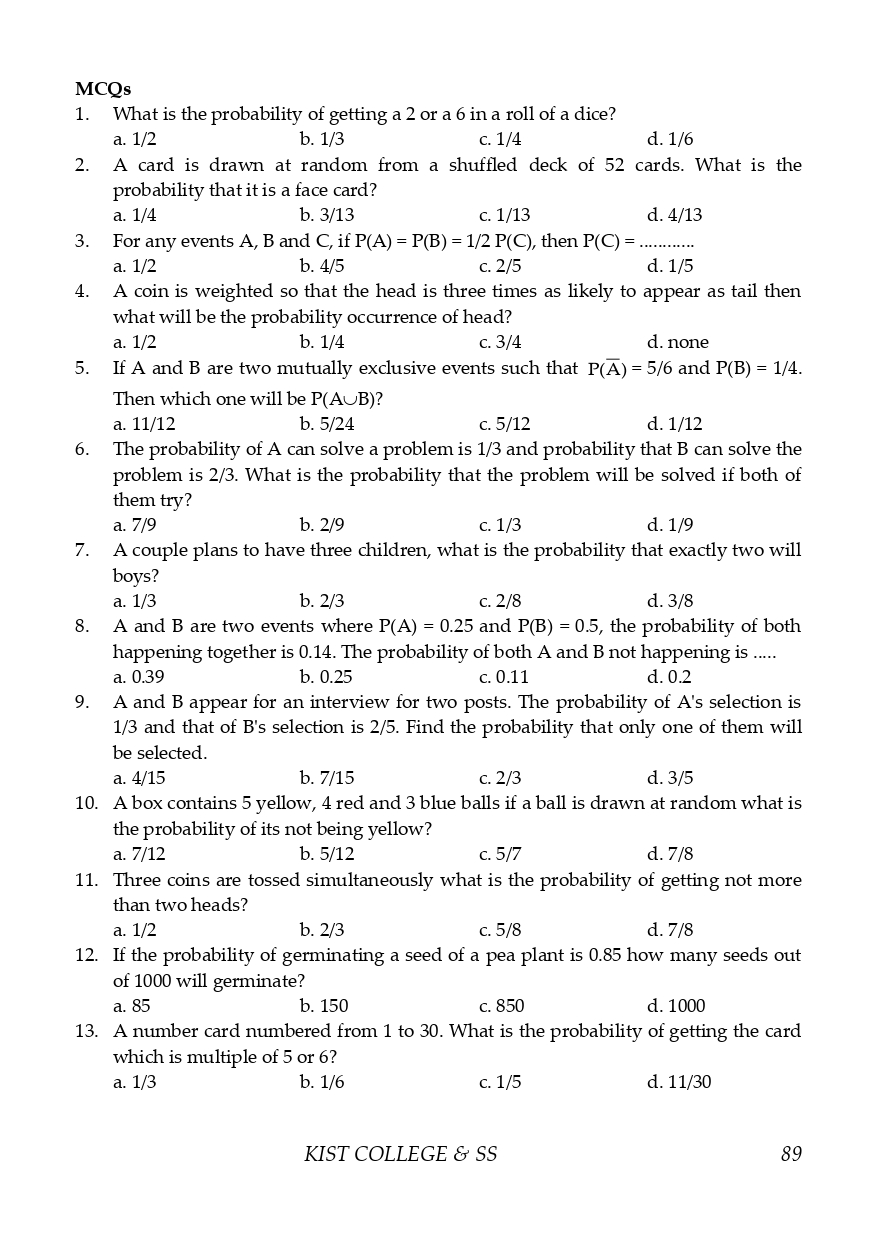 MCQs
1. What is the probability of getting a 2 or a 6 in a roll of a dice?
a. 1/2 b. 1/3 c. 1/4 d. 1/6
2. A card is drawn at random from a shuffled deck of 52 cards. What is the
probability that it is a face card?
a. 1/4 b. 3/13 c. 1/13 d. 4/13
3. For any events A, B and C, if P(A) = P(B) = 1/2 P(C), then P(C) = ............
a. 1/2 b. 4/5 c. 2/5 d. 1/5
4. A coin is weighted so that the head is three times as likely to appear as tail then
what will be the probability occurrence of head?
a. 1/2 b. 1/4 c. 3/4 d. none
5. If A and B are two mutually exclusive events such that P(A̅) = 5/6 and P(B) = 1/4.
Then which one will be P(A∪B)?
a. 11/12 b. 5/24 c. 5/12 d. 1/12
6. The probability of A can solve a problem is 1/3 and probability that B can solve the
problem is 2/3. What is the probability that the problem will be solved if both of
them try?
a. 7/9 b. 2/9 c. 1/3 d. 1/9
7. A couple plans to have three children, what is the probability that exactly two will
boys?
a. 1/3 b. 2/3 c. 2/8 d. 3/8
8. A and B are two events where P(A) = 0.25 and P(B) = 0.5, the probability of both
happening together is 0.14. The probability of both A and B not happening is .....
a. 0.39 b. 0.25 c. 0.11 d. 0.2
9. A and B appear for an interview for two posts. The probability of A's selection is
1/3 and that of B's selection is 2/5. Find the probability that only one of them will
be selected.
a. 4/15 b. 7/15 c. 2/3 d. 3/5
10. A box contains 5 yellow, 4 red and 3 blue balls if a ball is drawn at random what is
the probability of its not being yellow?
a. 7/12 b. 5/12 c. 5/7 d. 7/8
11. Three coins are tossed simultaneously what is the probability of getting not more
than two heads?
a. 1/2 b. 2/3 c. 5/8 d. 7/8
12. If the probability of germinating a seed of a pea plant is 0.85 how many seeds out
of 1000 will germinate?
a. 85 b. 150 c. 850 d. 1000
13. A number card numbered from 1 to 30. What is the probability of getting the card
which is multiple of 5 or 6?
a. 1/3 b. 1/6 c. 1/5 d. 11/30
KIST COLLEGE & SS 89